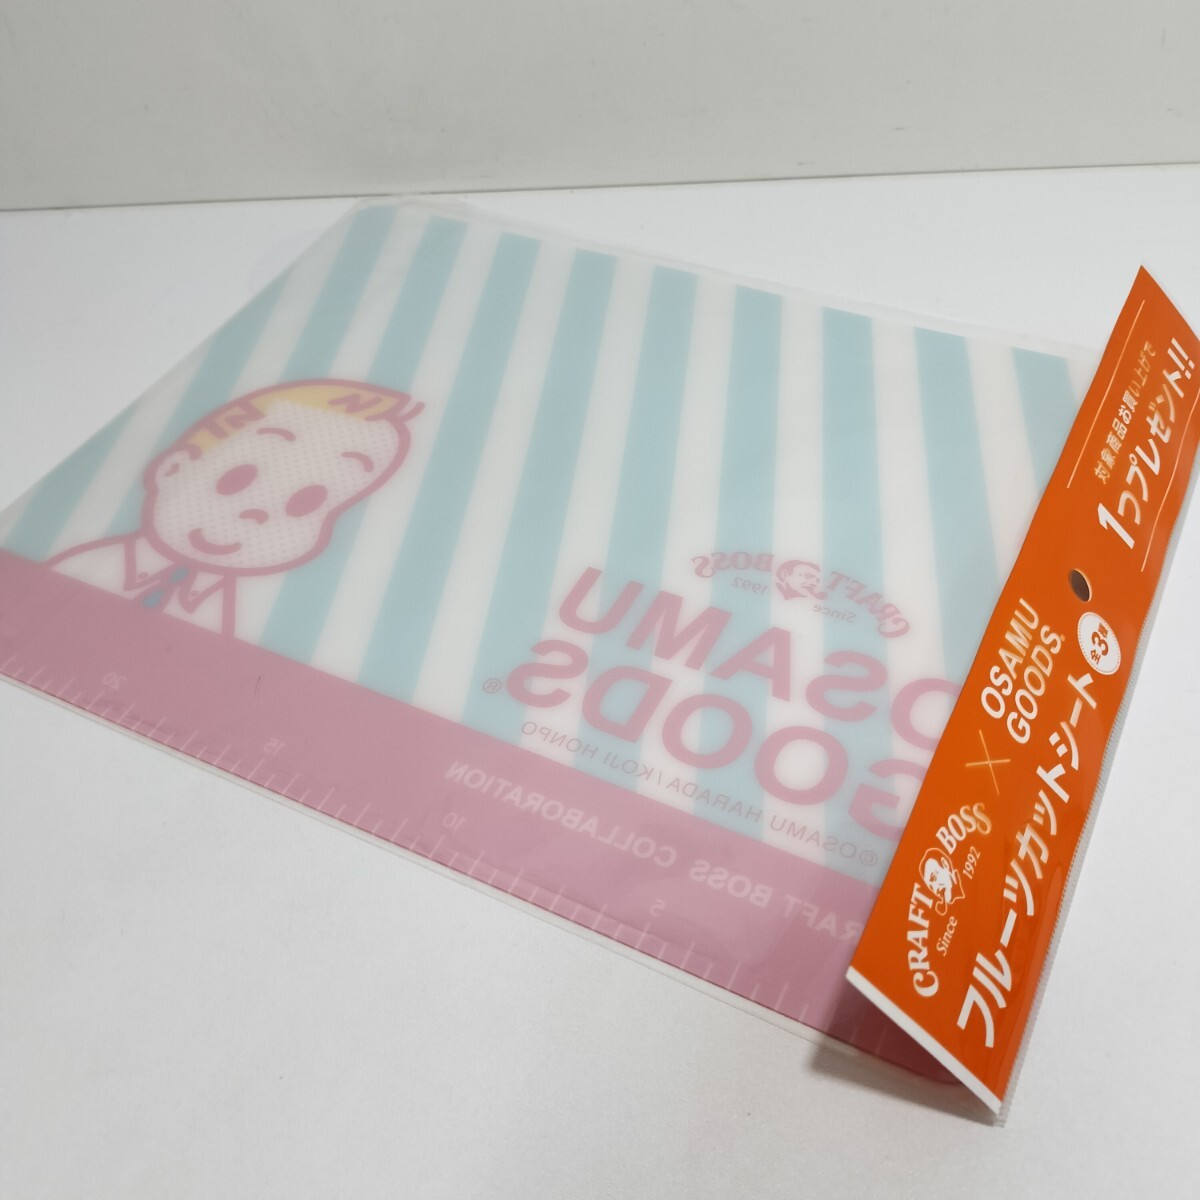 対象商品お買い上げで
1つプレゼント!!
CRAFT BOSS
Since 1992
×
OSAMU
GOODS®
フルーツカットシート
全3種
CRAFT BOSS
Since 1992
OSAMU
GOODS®
©OSAMU HARADA / KOJI HONPO
RAFT BOSS COLLABORATION
5
10
15
20